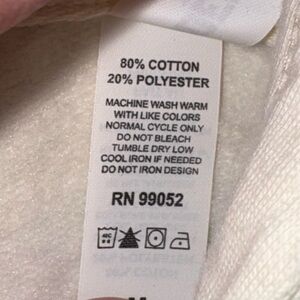 80% COTTON
20% POLYESTER
MACHINE WASH WARM
WITH LIKE COLORS
NORMAL CYCLE ONLY
DO NOT BLEACH
TUMBLE DRY LOW
COOL IRON IF NEEDED
DO NOT IRON DESIGN
RN 99052